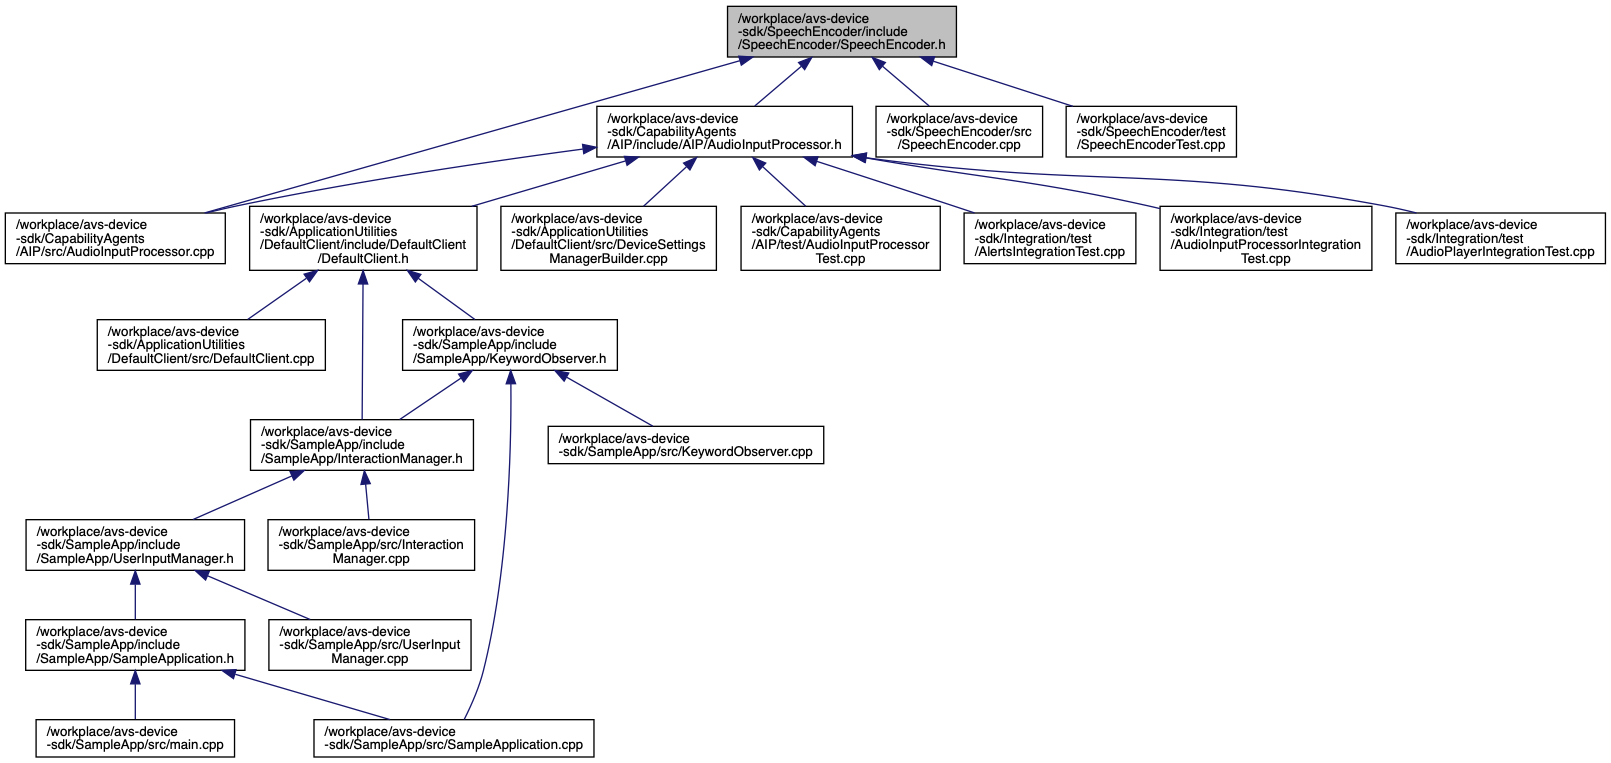 /workplace/avs-device
-sdk/SpeechEncoder/include
/SpeechEncoder/SpeechEncoder.h
/workplace/avs-device
-sdk/CapabilityAgents
/AIP/include/AIP/AudioInputProcessor.h
/workplace/avs-device
-sdk/SpeechEncoder/src
/SpeechEncoder.cpp
/workplace/avs-device
-sdk/SpeechEncoder/test
/SpeechEncoderTest.cpp
/workplace/avs-device
-sdk/CapabilityAgents
/AIP/src/AudioInputProcessor.cpp
/workplace/avs-device
-sdk/ApplicationUtilities
/DefaultClient/include/DefaultClient
/DefaultClient.h
/workplace/avs-device
-sdk/ApplicationUtilities
/DefaultClient/src/DeviceSettings
ManagerBuilder.cpp
/workplace/avs-device
-sdk/CapabilityAgents
/AIP/test/AudioInputProcessor
Test.cpp
/workplace/avs-device
-sdk/Integration/test
/AlertsIntegrationTest.cpp
/workplace/avs-device
-sdk/Integration/test
/AudioInputProcessorIntegration
Test.cpp
/workplace/avs-device
-sdk/Integration/test
/AudioPlayerIntegrationTest.cpp
/workplace/avs-device
-sdk/ApplicationUtilities
/DefaultClient/src/DefaultClient.cpp
/workplace/avs-device
-sdk/SampleApp/include
/SampleApp/KeywordObserver.h
/workplace/avs-device
-sdk/SampleApp/include
/SampleApp/InteractionManager.h
/workplace/avs-device
-sdk/SampleApp/src/KeywordObserver.cpp
/workplace/avs-device
-sdk/SampleApp/include
/SampleApp/UserInputManager.h
/workplace/avs-device
-sdk/SampleApp/src/Interaction
Manager.cpp
/workplace/avs-device
-sdk/SampleApp/include
/SampleApp/SampleApplication.h
/workplace/avs-device
-sdk/SampleApp/src/UserInput
Manager.cpp
/workplace/avs-device
-sdk/SampleApp/src/main.cpp
/workplace/avs-device
-sdk/SampleApp/src/SampleApplication.cpp